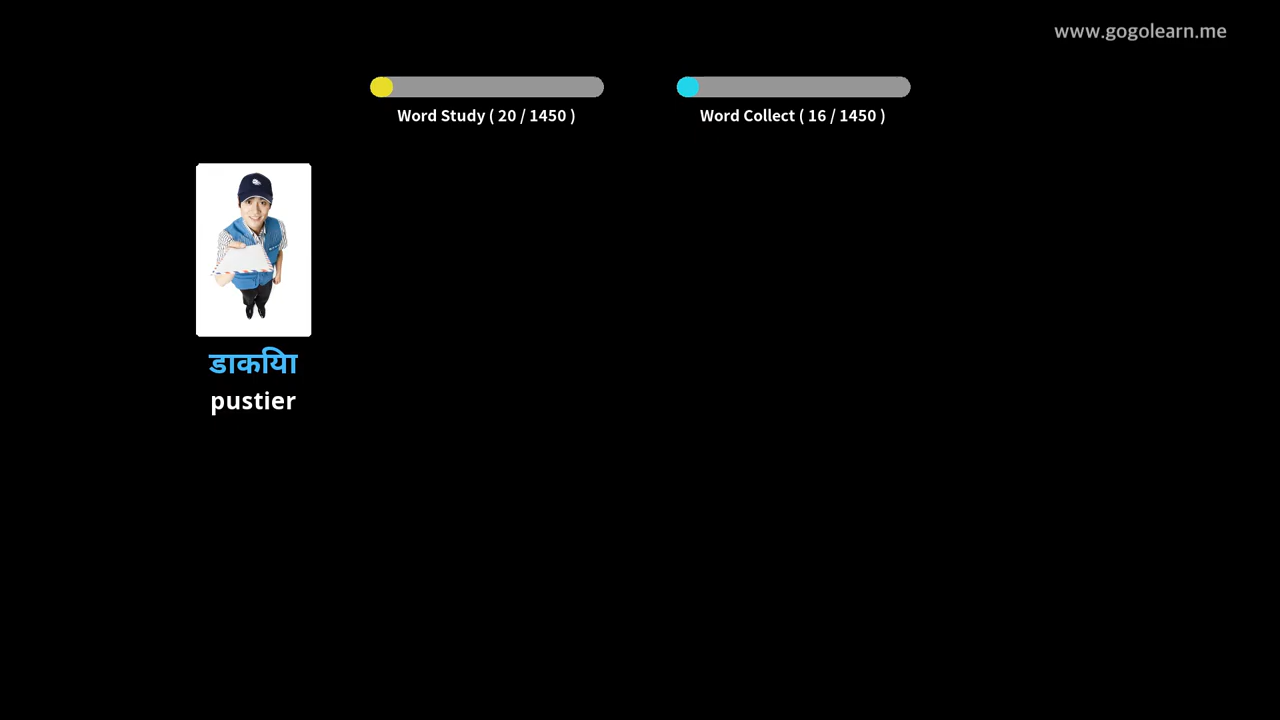 www.gogolearn.me
Word Study ( 20 / 1450 )
Word Collect ( 16 / 1450 )
डाकिया
pustier